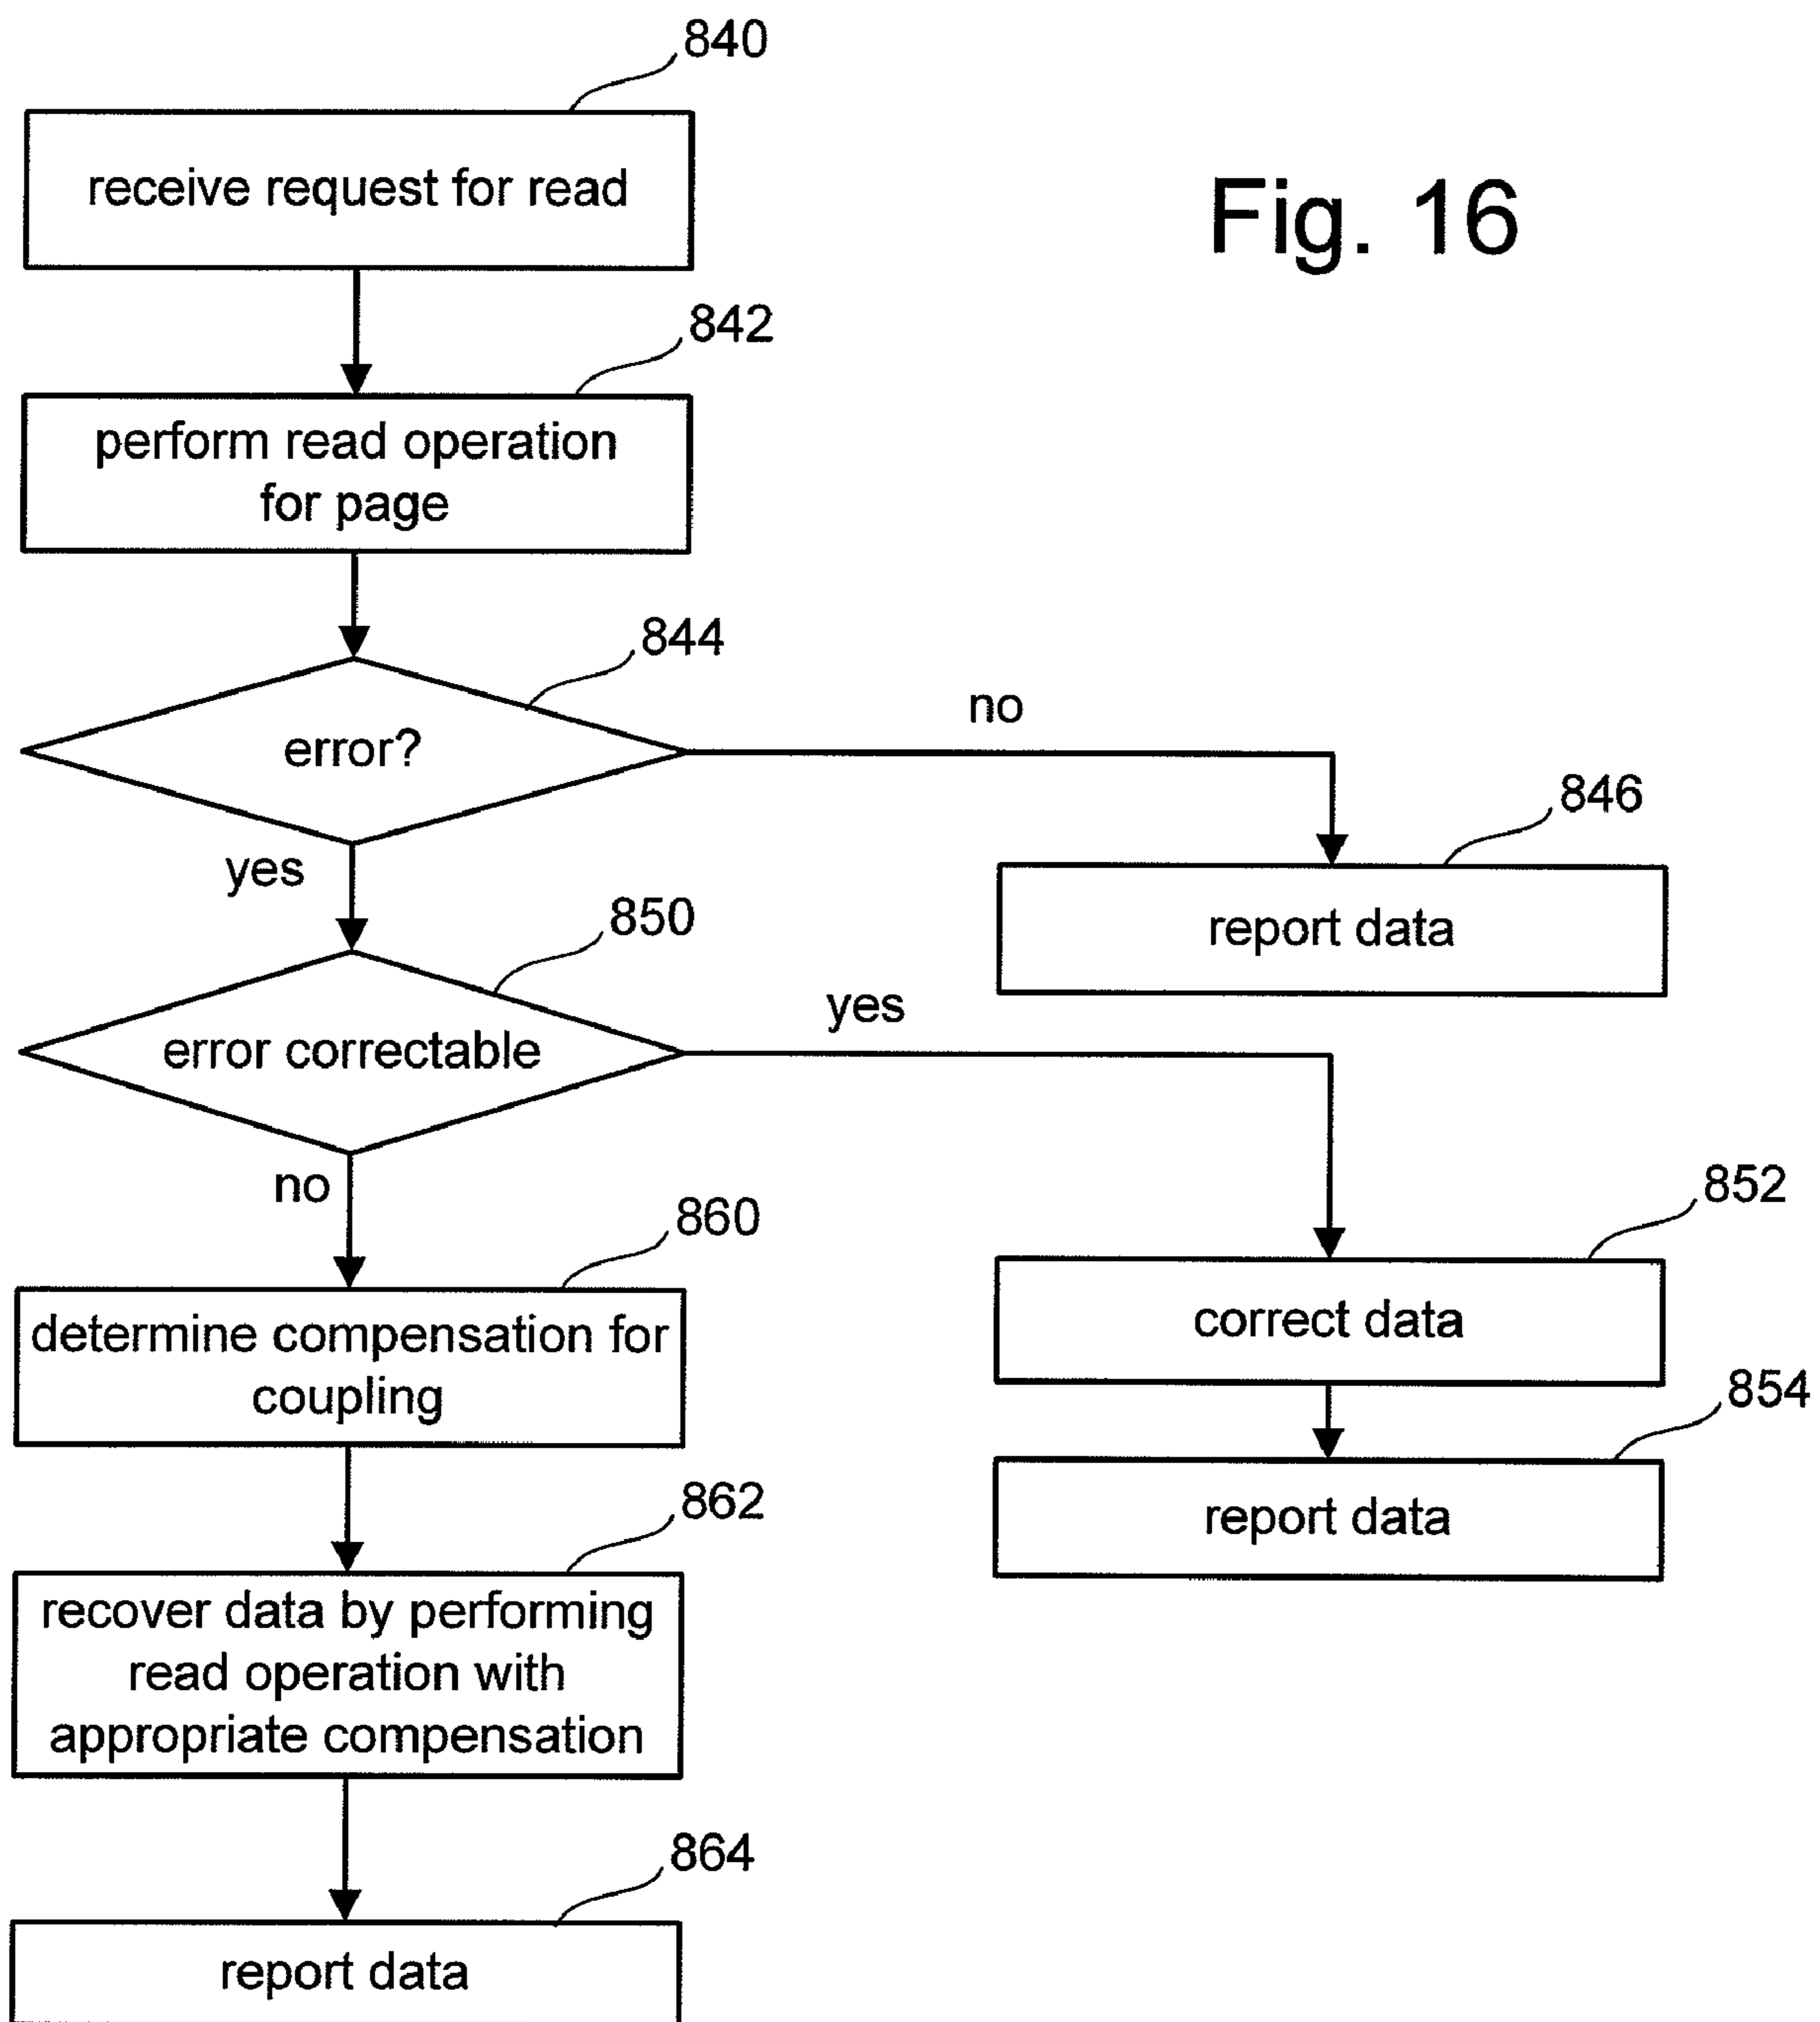 840
receive request for read
Fig. 16
842
perform read operation
for page
844
error?
no
846
yes
report data
850
error correctable
yes
852
no
860
correct data
determine compensation for
coupling
854
report data
862
recover data by performing
read operation with
appropriate compensation
864
report data